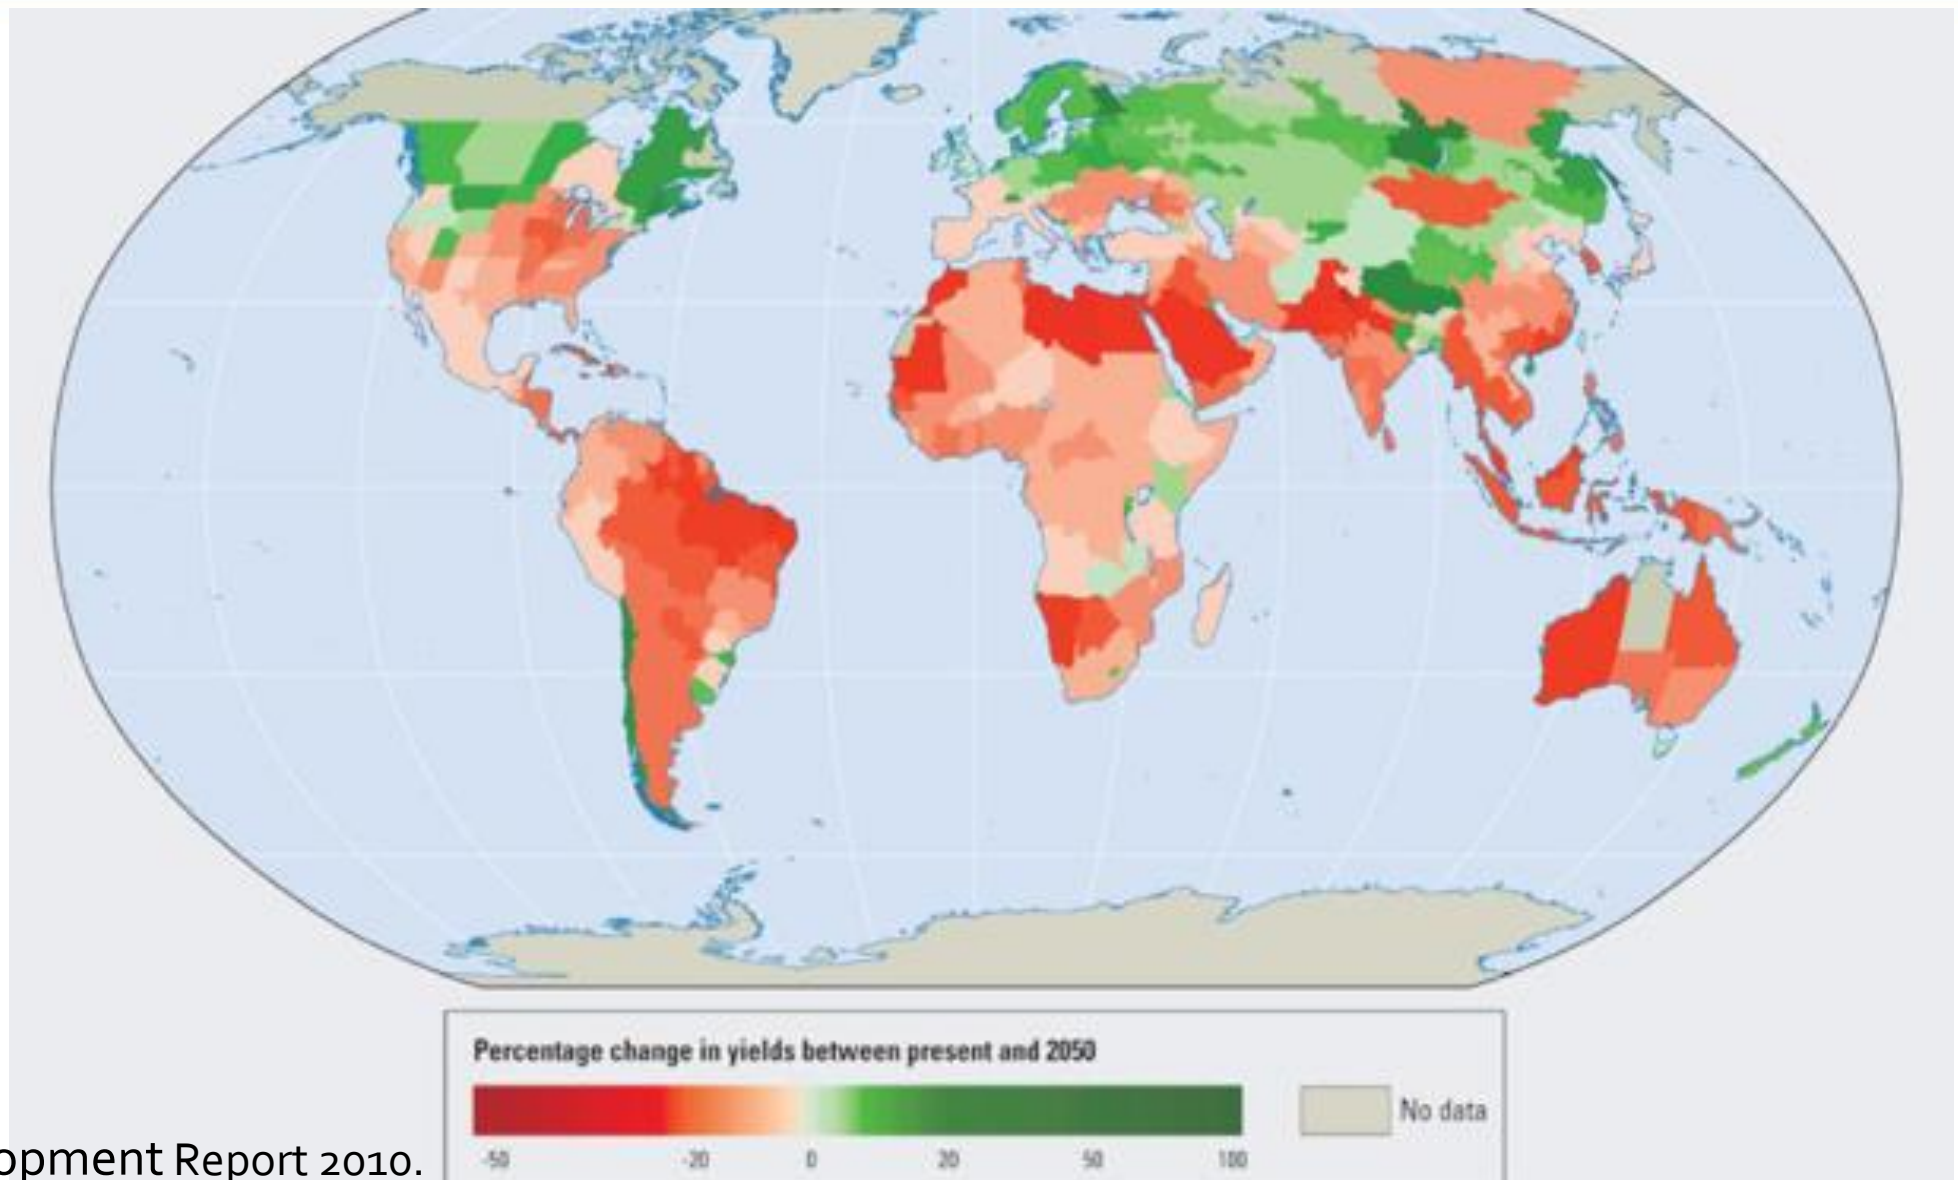 Percentage change in yields between present and 2050
No data
-50 -20 0 20 50 100
opment Report 2010.